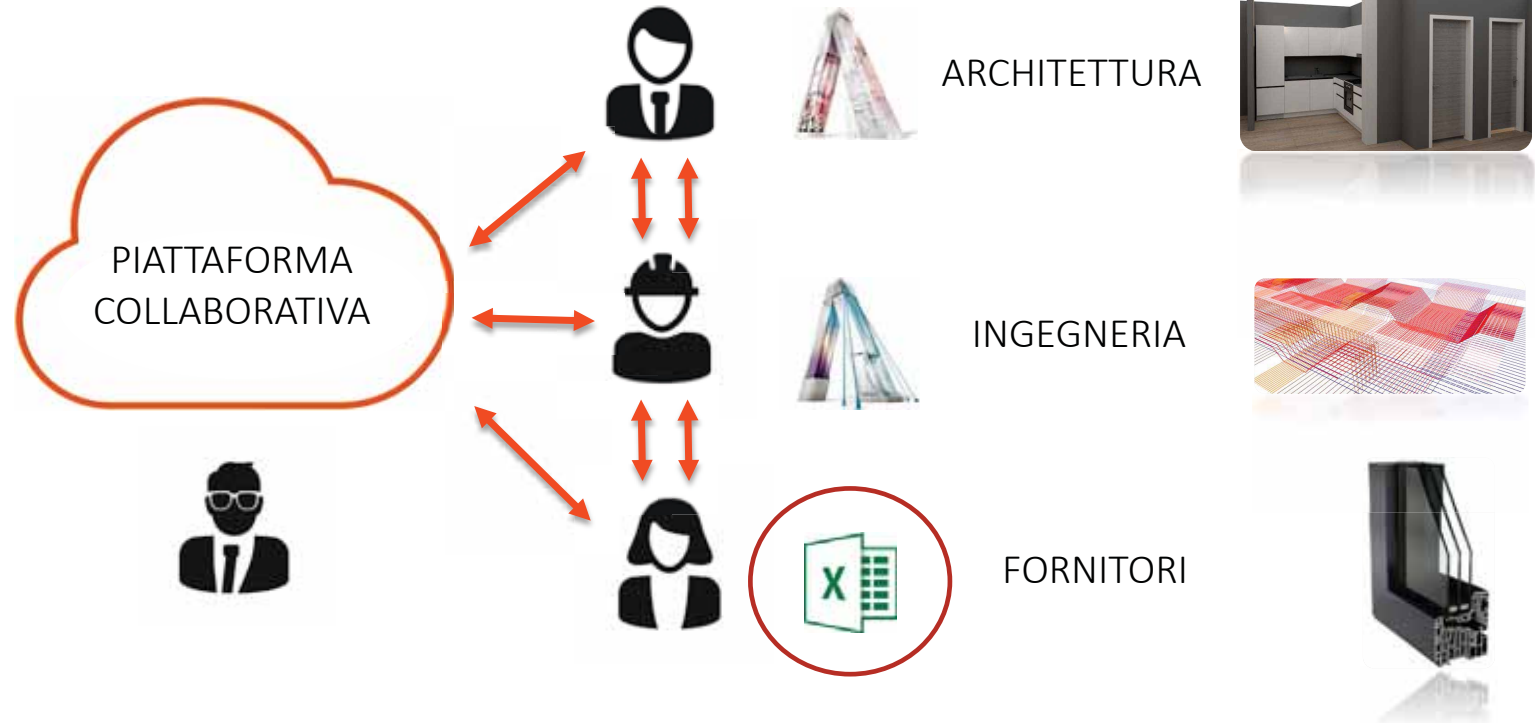 ARCHITETTURA
PIATTAFORMA
COLLABORATIVA
INGEGNERIA
X
FORNITORI